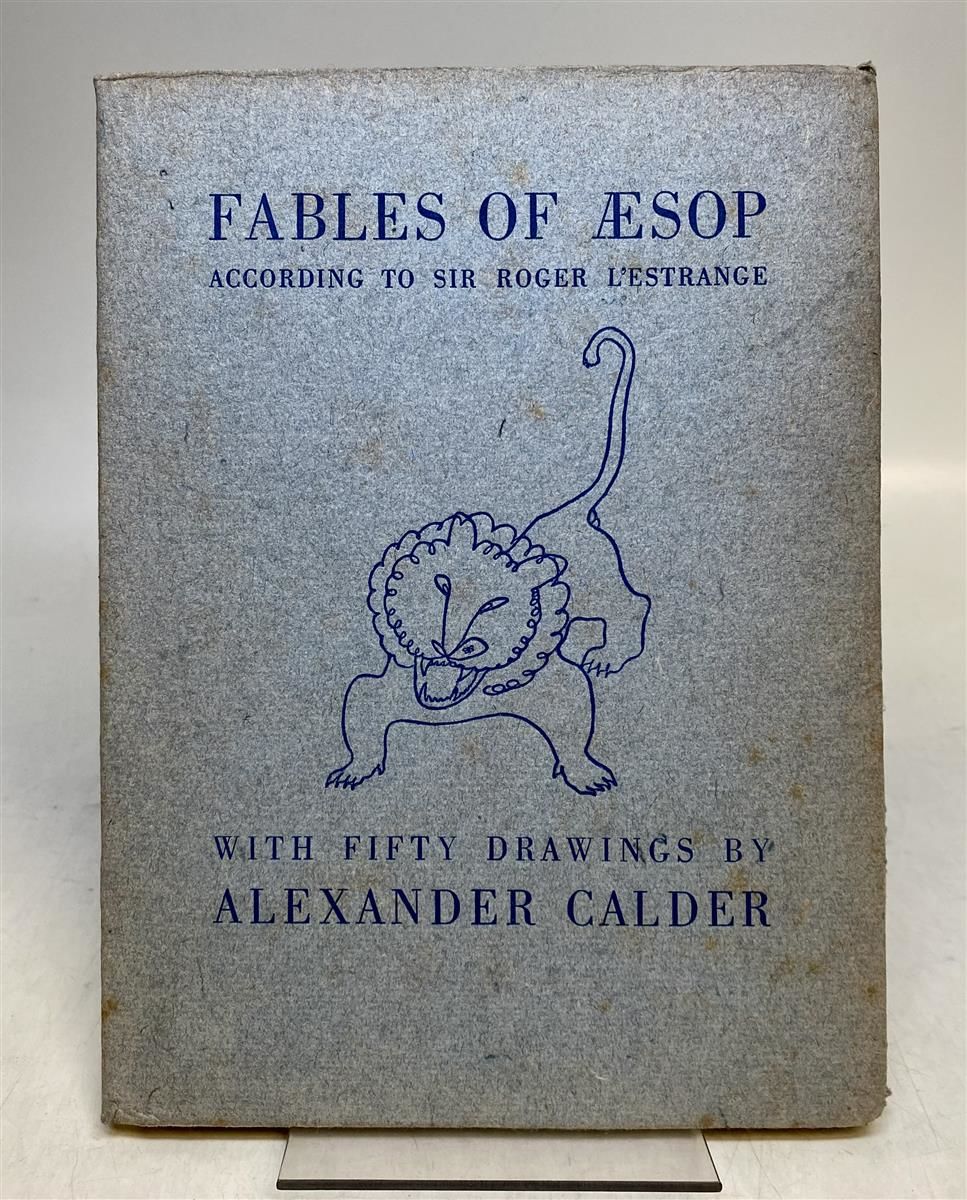 FABLES OF ÆSOP
ACCORDING TO SIR ROGER L'ESTRANGE
WITH FIFTY DRAWINGS BY
ALEXANDER CALDER